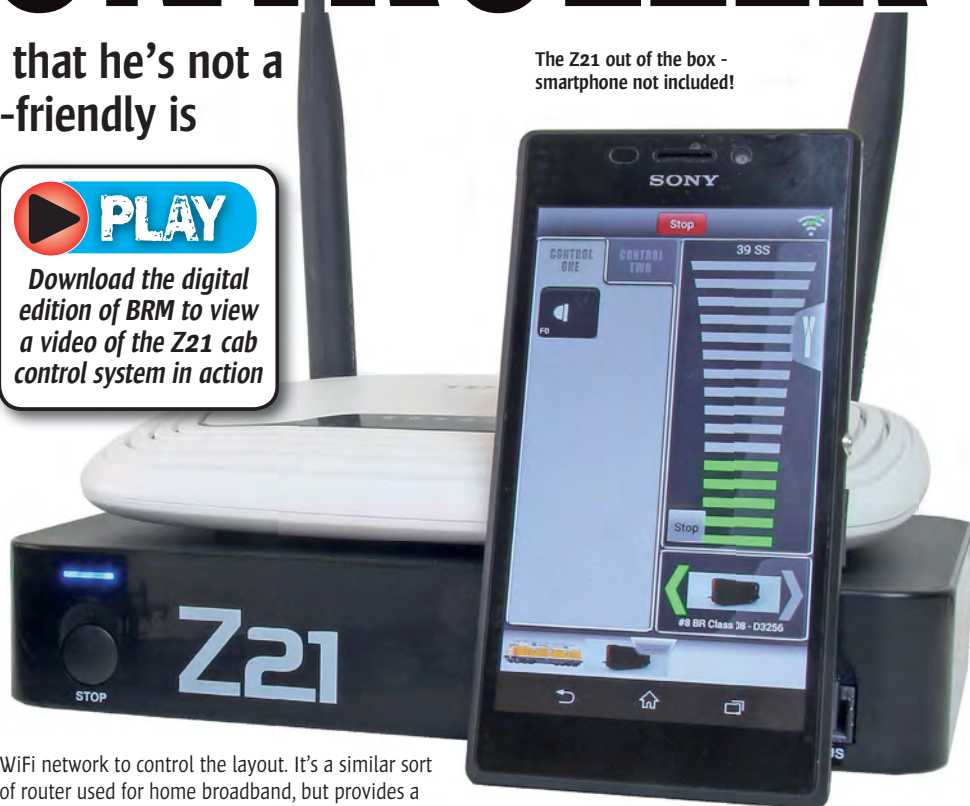 that he's not a
-friendly is
The Z21 out of the box -
smartphone not included!
PLAY
Download the digital
edition of BRM to view
a video of the Z21 cab
control system in action
SONY
Stop
CONTROL
ONE
CONTROL
TWO
39 SS
F0
Stop
#8 BR Class 08 - D3256
Z21
STOP
US
WiFi network to control the layout. It's a similar sort
of router used for home broadband, but provides a